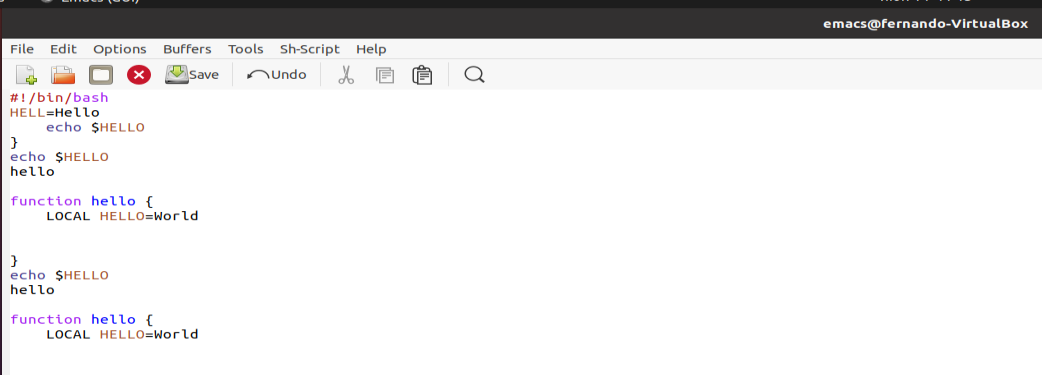 emacs@fernando-VirtualBox
File Edit Options Buffers Tools Sh-Script Help
Save Undo
#!/bin/bash
HELL=Hello
    echo $HELLO
}
echo $HELLO
hello

function hello {
    LOCAL HELLO=World


}
echo $HELLO
hello

function hello {
    LOCAL HELLO=World